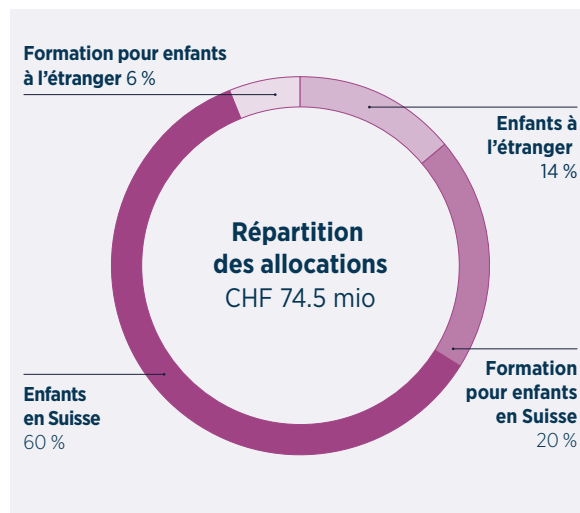 Formation pour enfants
à l’étranger 6 %
Enfants à
l’étranger
14 %
Répartition
des allocations
CHF 74.5 mio
Formation
pour enfants
en Suisse
20 %
Enfants
en Suisse
60 %